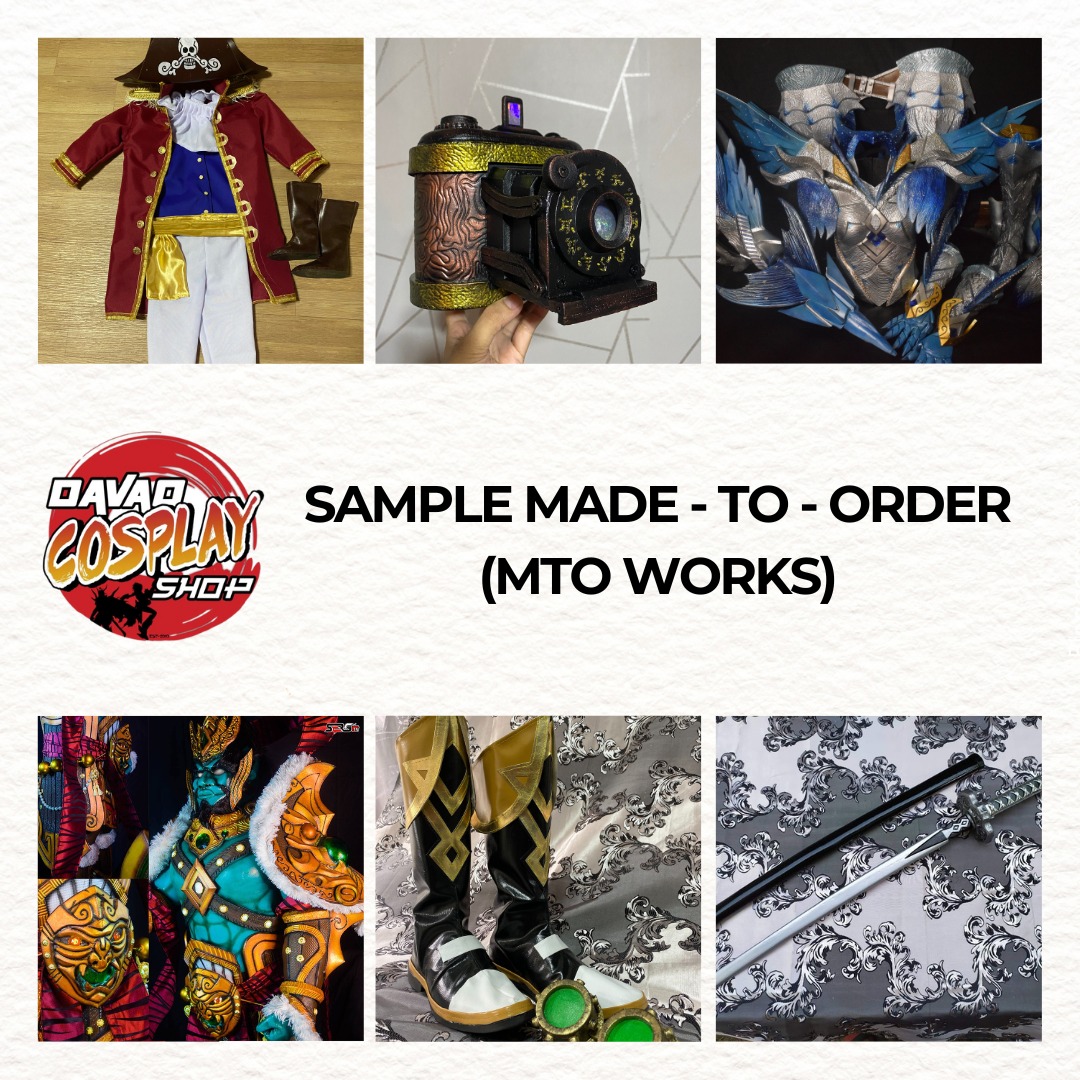 DAVAO
COSPLAY
SHOP
SAMPLE MADE - TO - ORDER
(MTO WORKS)